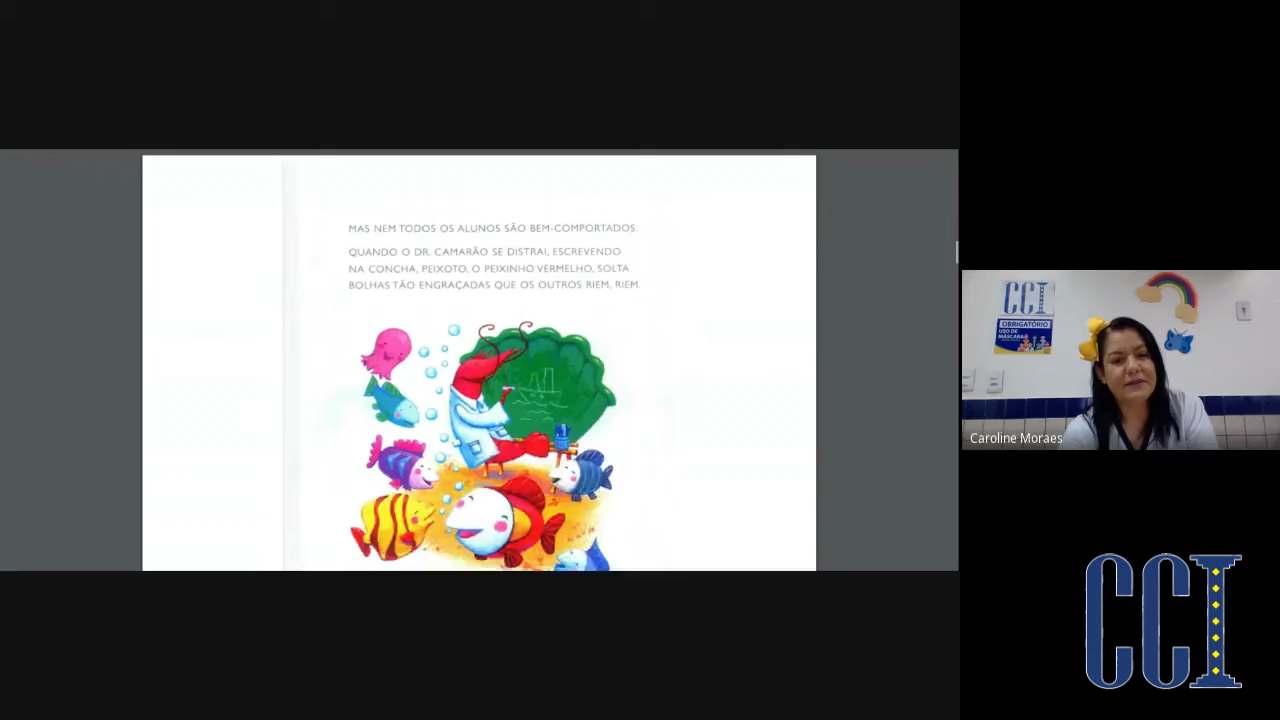 MAS NEM TODOS OS ALUNOS SÃO BEM-COMPORTADOS.
QUANDO O DR. CAMARÃO SE DISTRAI, ESCREVENDO
NA CONCHA, PEIXOTO, O PEIXINHO VERMELHO, SOLTA
BOLHAS TÃO ENGRAÇADAS QUE OS OUTROS RIEM, RIEM.
CCI
OBRIGATÓRIO
USO DE
MÁSCARA
Caroline Moraes
CCI